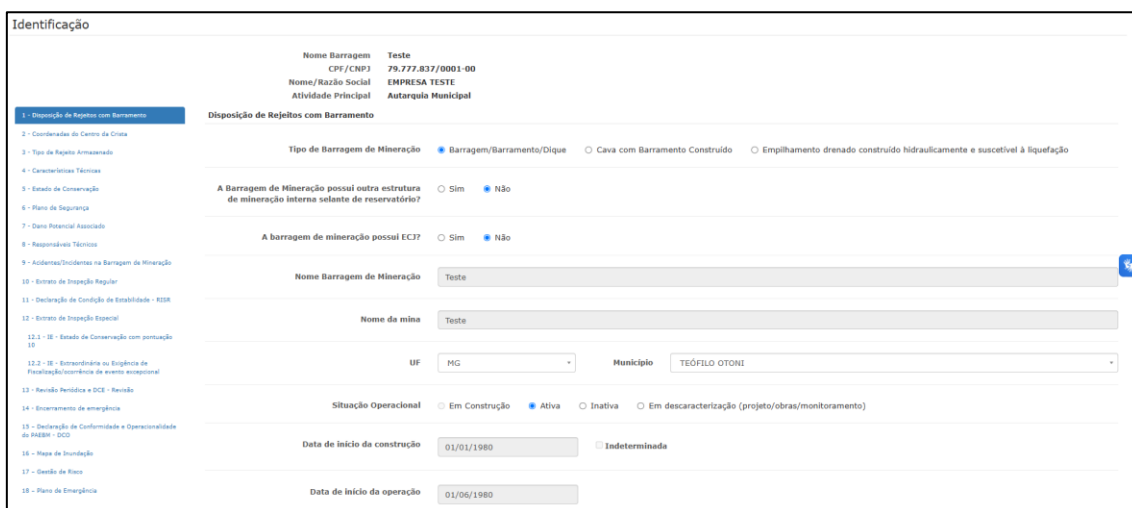 Identificação
Nome Barragem Teste
CPF/CNPJ 79.777.837/0001-00
Nome/Razão Social EMPRESA TESTE
Atividade Principal Autarquia Municipal
1 - Disposição de Rejeitos com Barramento
2 - Coordenadas do Centro da Crista
3 - Tipo de Rejeito Armazenado
4 - Características Técnicas
5 - Estado de Conservação
6 - Plano de Segurança
7 - Dano Potencial Associado
8 - Responsáveis Técnicos
9 - Acidentes/Incidentes na Barragem de Mineração
10 - Extrato de Inspeção Regular
11 - Declaração de Condição de Estabilidade - RISR
12 - Extrato de Inspeção Especial
12.1 - IE - Estado de Conservação com pontuação
10
12.2 - IE - Extraordinária ou Exigência de
Fiscalização/ocorrência de evento excepcional
13 - Revisão Periódica e DCE - Revisão
14 - Encerramento de emergência
15 - Declaração de Conformidade e Operacionalidade
do PAEBM - DCO
16 - Mapa de Inundação
17 - Gestão de Risco
18 - Plano de Emergência
Disposição de Rejeitos com Barramento
Tipo de Barragem de Mineração Barragem/Barramento/Dique Cava com Barramento Construído Empilhamento drenado construído hidraulicamente e suscetível à liquefação
A Barragem de Mineração possui outra estrutura
de mineração interna selante de reservatório? Sim Não
A barragem de mineração possui ECJ? Sim Não
Nome Barragem de Mineração Teste
Nome da mina Teste
UF MG Município TEÓFILO OTONI
Situação Operacional Em Construção Ativa Inativa Em descaracterização (projeto/obras/monitoramento)
Data de início da construção 01/01/1980 Indeterminada
Data de início da operação 01/06/1980